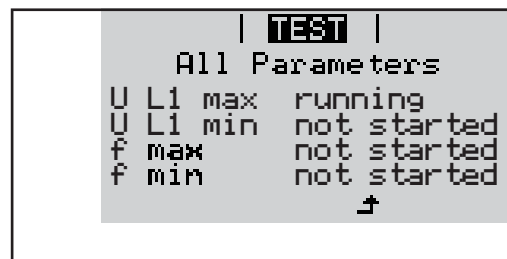 TEST
All Parameters
U L1 max running
U L1 min not started
f max not started
f min not started